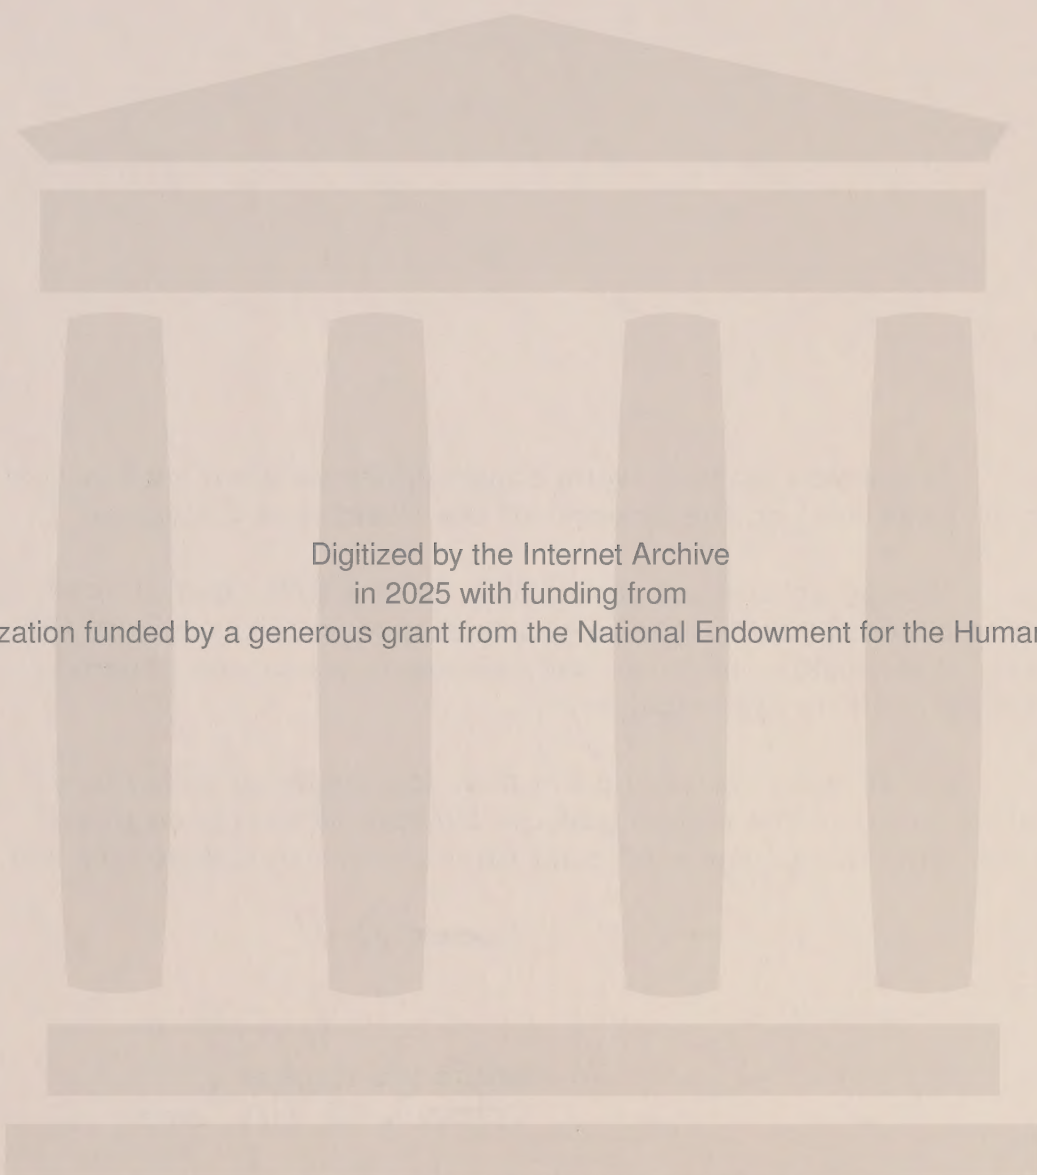 Digitized by the Internet Archive
in 2025 with funding from
zation funded by a generous grant from the National Endowment for the Human